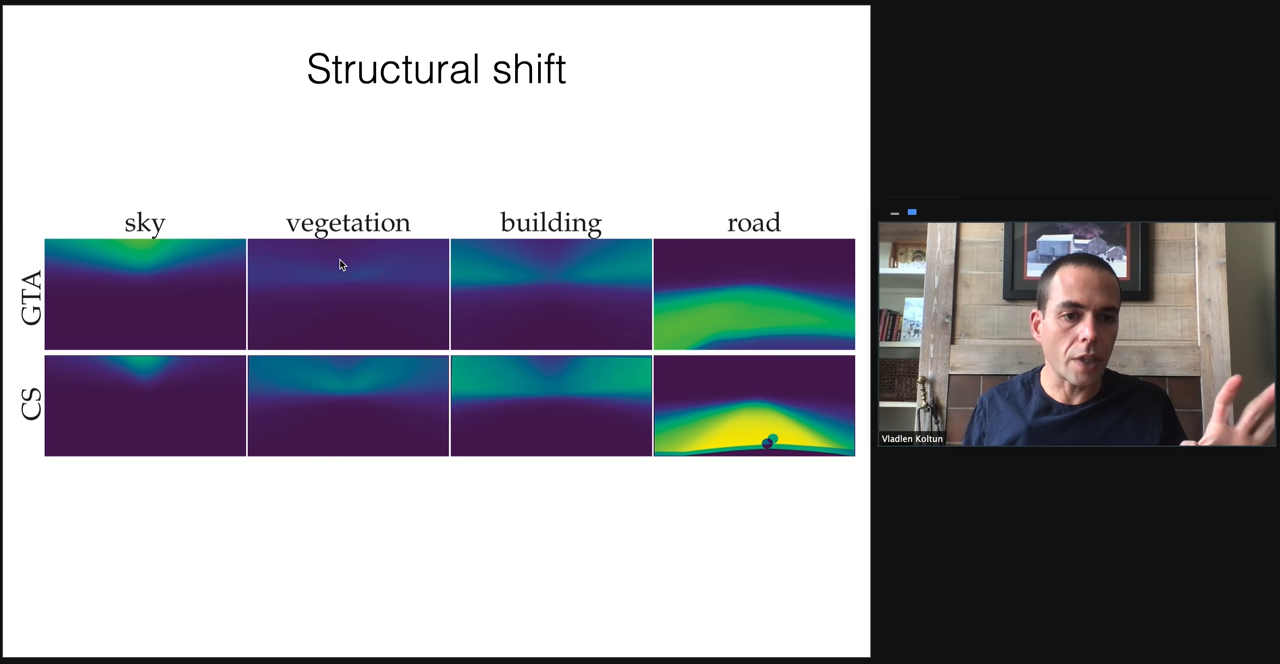 Structural shift
sky vegetation building road
GTA
CS
Vladlen Koltun